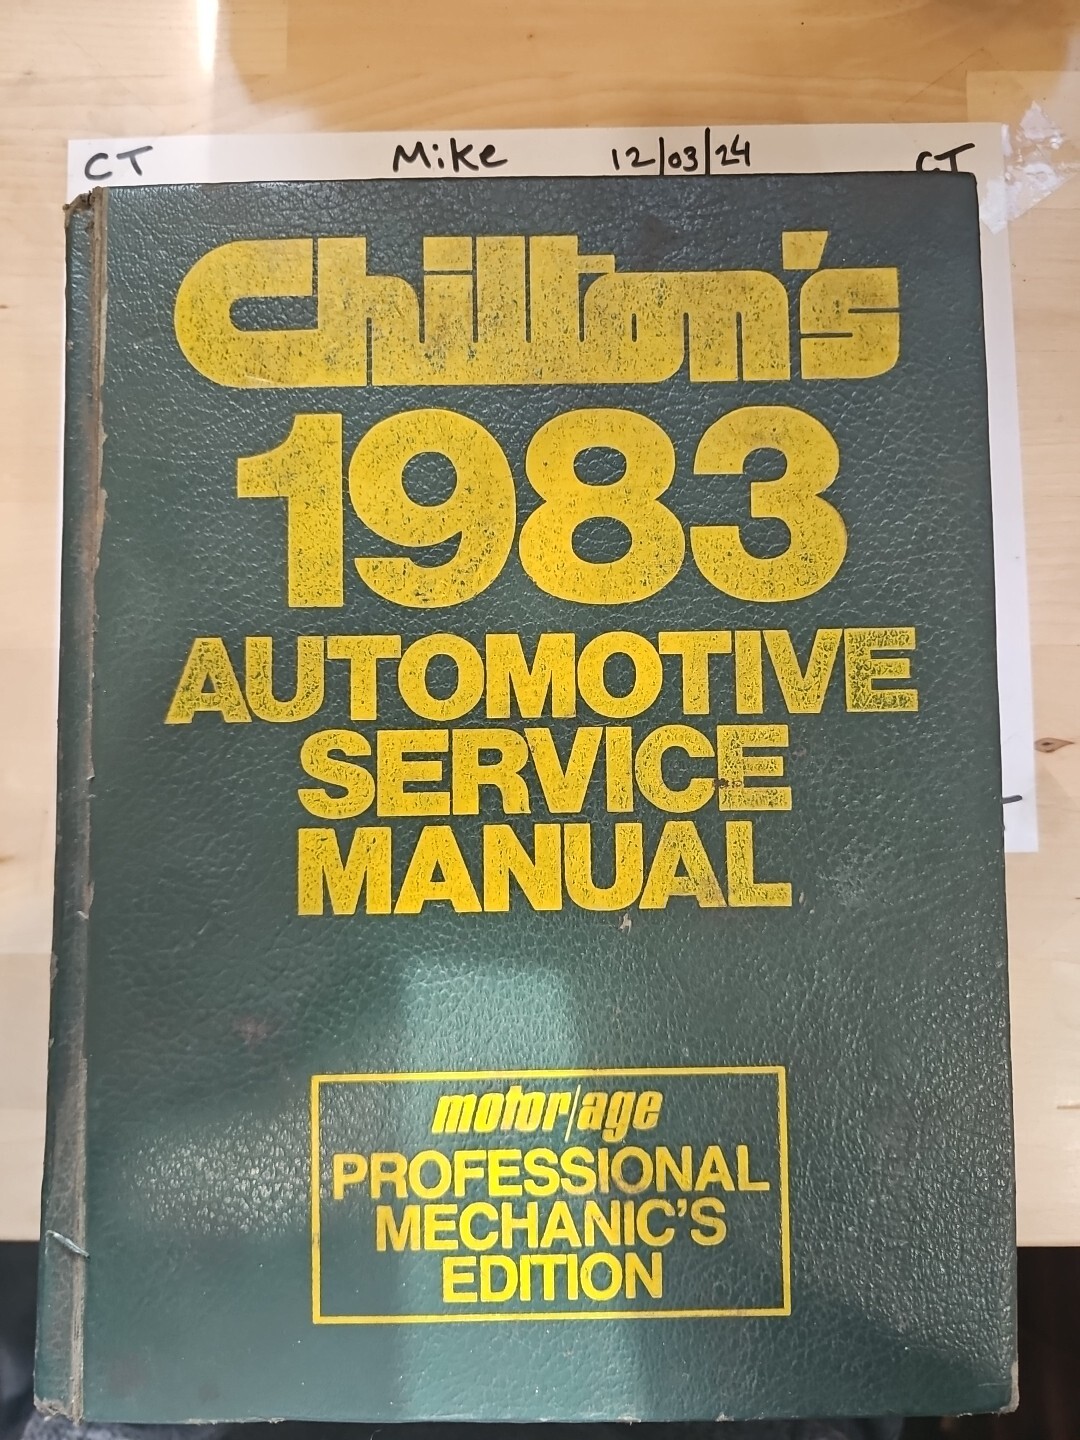 CT Mike 12/03/24 CT
Chilton's
1983
AUTOMOTIVE
SERVICE
MANUAL
motor/age
PROFESSIONAL
MECHANIC'S
EDITION